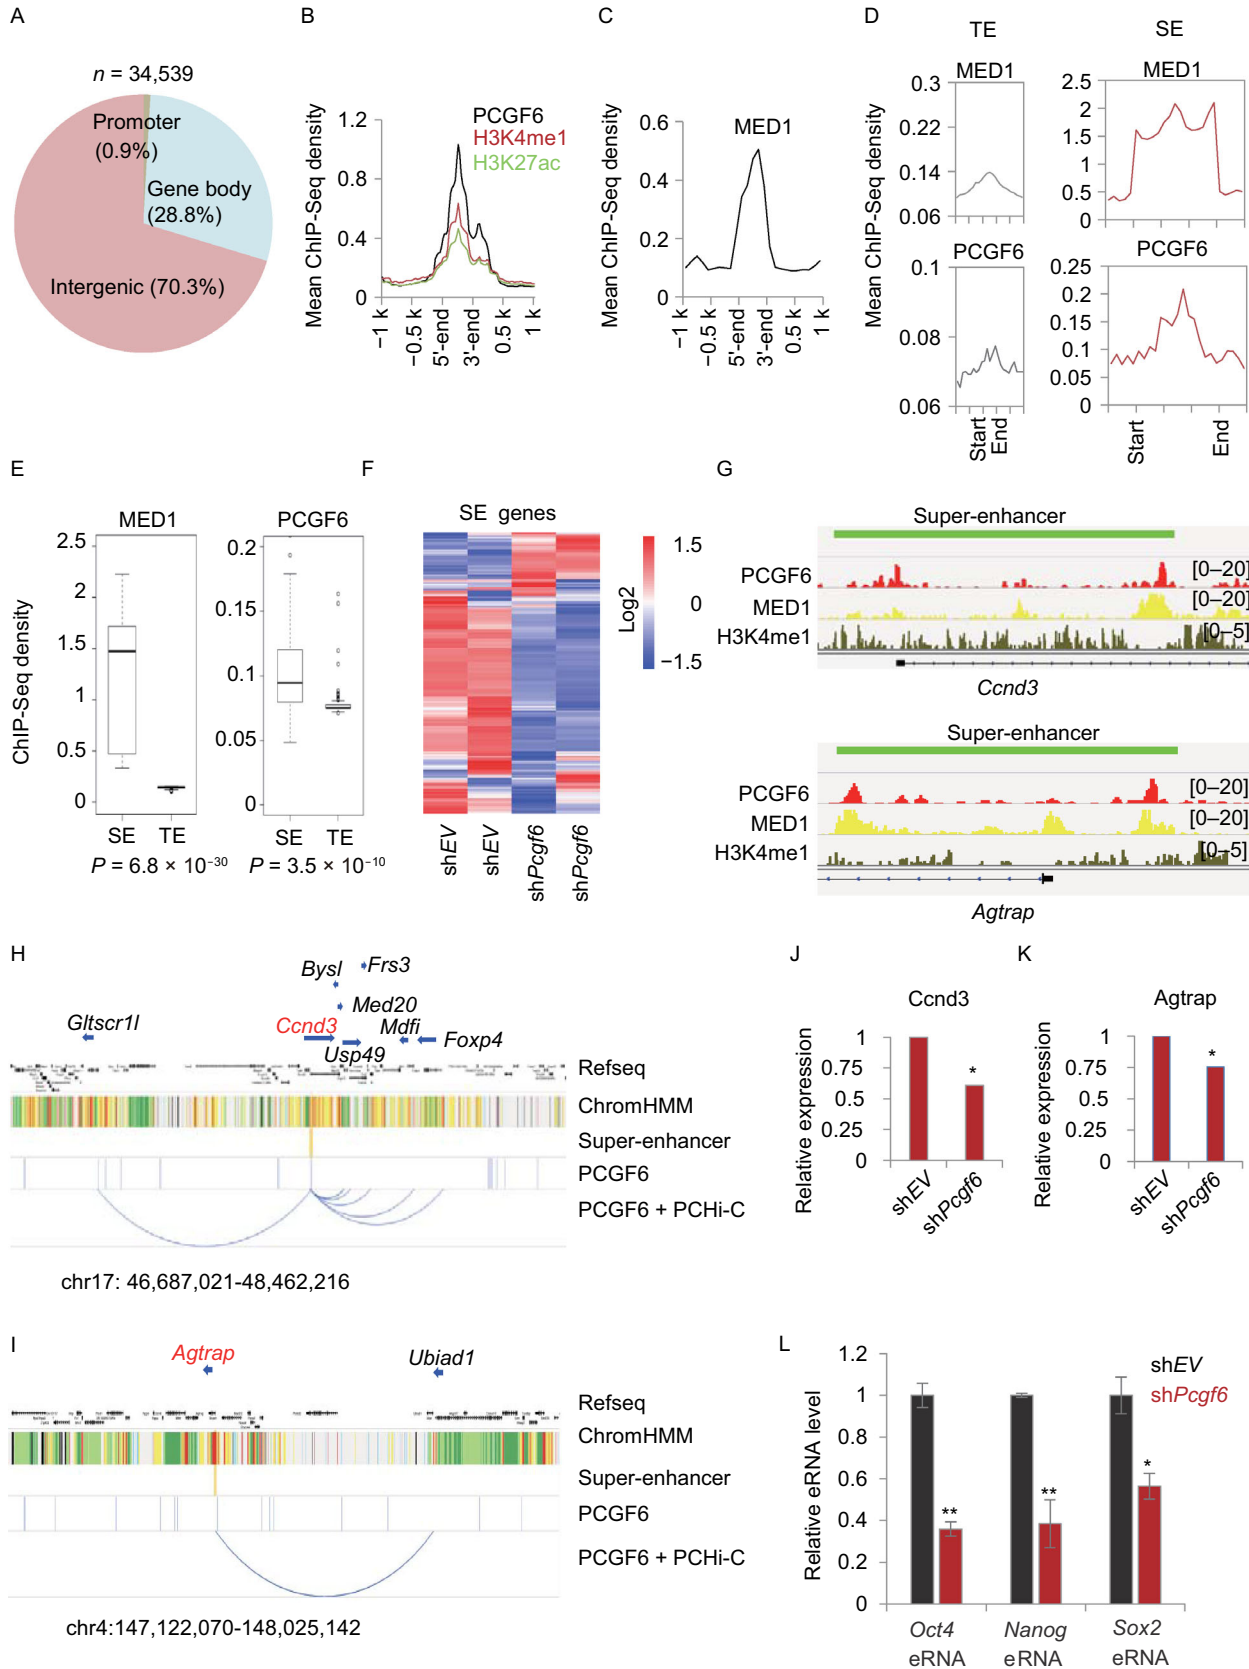 A
n = 34,539
Promoter
(0.9%)
Gene body
(28.8%)
Intergenic (70.3%)
B
Mean ChIP-Seq density
1.2
0.8
0.4
0
PCGF6
H3K4me1
H3K27ac
−1 k
−0.5 k
5'-end
3'-end
0.5 k
1 k
C
Mean ChIP-Seq density
0.6
0.4
0.2
0
MED1
−1 k
−0.5 k
5'-end
3'-end
0.5 k
1 k
D
TE
SE
Mean ChIP-Seq density
MED1
0.3
0.22
0.14
0.06
MED1
2.5
2
1.5
1
0.5
0
PCGF6
0.1
0.08
0.06
Start
End
PCGF6
0.25
0.2
0.15
0.1
0.05
0
Start
End
E
ChIP-Seq density
MED1
2.5
2
1.5
1
0.5
0
SE TE
P = 6.8 × 10⁻³⁰
PCGF6
0.2
0.15
0.1
0.05
0
SE TE
P = 3.5 × 10⁻¹⁰
F
SE genes
shEV
shEV
shPcgf6
shPcgf6
Log2
1.5
0
−1.5
G
Super-enhancer
PCGF6 [0–20]
MED1 [0–20]
H3K4me1 [0–5]
Ccnd3
Super-enhancer
PCGF6 [0–20]
MED1 [0–20]
H3K4me1 [0–5]
Agtrap
H
Gltscr1l
Bysl
Frs3
Ccnd3
Med20
Usp49
Mdfi
Foxp4
Refseq
ChromHMM
Super-enhancer
PCGF6
PCGF6 + PCHi-C
chr17: 46,687,021-48,462,216
I
Agtrap
Ubiad1
Refseq
ChromHMM
Super-enhancer
PCGF6
PCGF6 + PCHi-C
chr4:147,122,070-148,025,142
J
Ccnd3
Relative expression
1
0.75
0.5
0.25
0
*
shEV
shPcgf6
K
Agtrap
Relative expression
1
0.75
0.5
0.25
0
*
shEV
shPcgf6
L
Relative eRNA level
1.2
1
0.8
0.6
0.4
0.2
0
shEV
shPcgf6
**
**
*
Oct4
eRNA
Nanog
eRNA
Sox2
eRNA